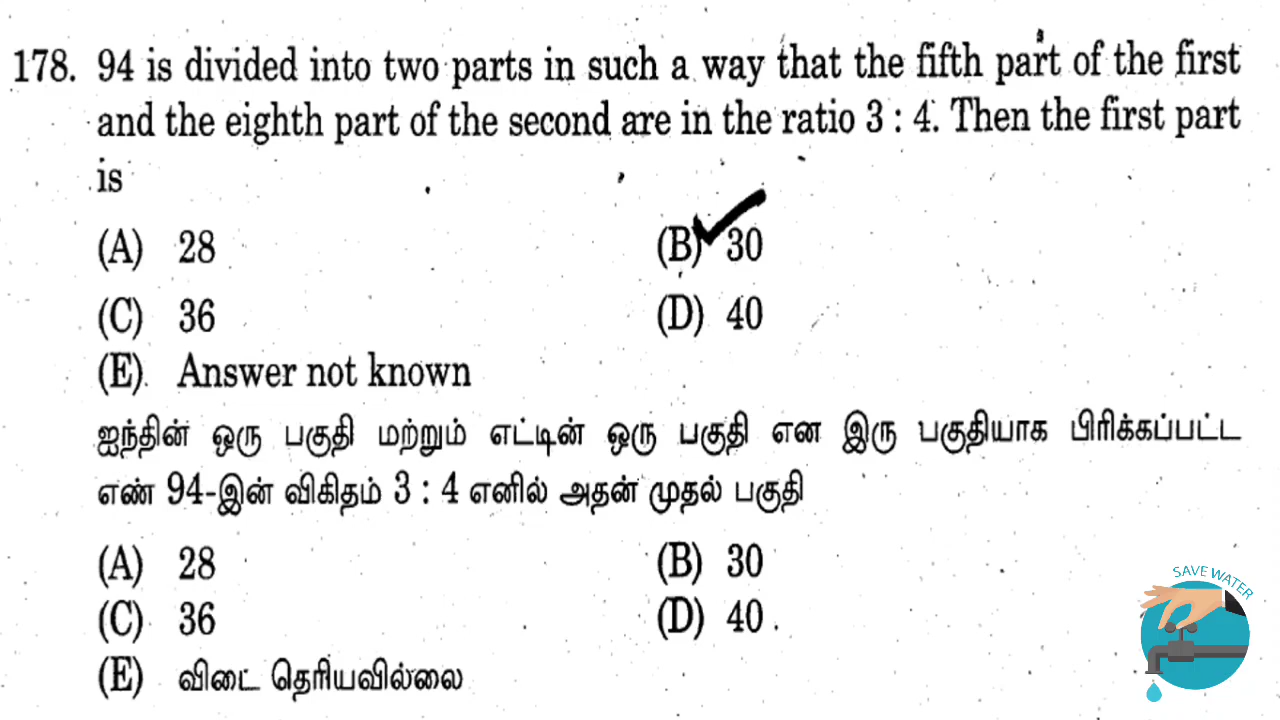 178. 94 is divided into two parts in such a way that the fifth part of the first
and the eighth part of the second are in the ratio 3 : 4. Then the first part
is
(A) 28 (B) 30
(C) 36 (D) 40
(E) Answer not known
ஐந்தின் ஒரு பகுதி மற்றும் எட்டின் ஒரு பகுதி என இரு பகுதியாக பிரிக்கப்பட்ட
எண் 94-இன் விகிதம் 3 : 4 எனில் அதன் முதல் பகுதி
(A) 28 (B) 30
(C) 36 (D) 40
(E) விடை தெரியவில்லை
SAVE WATER